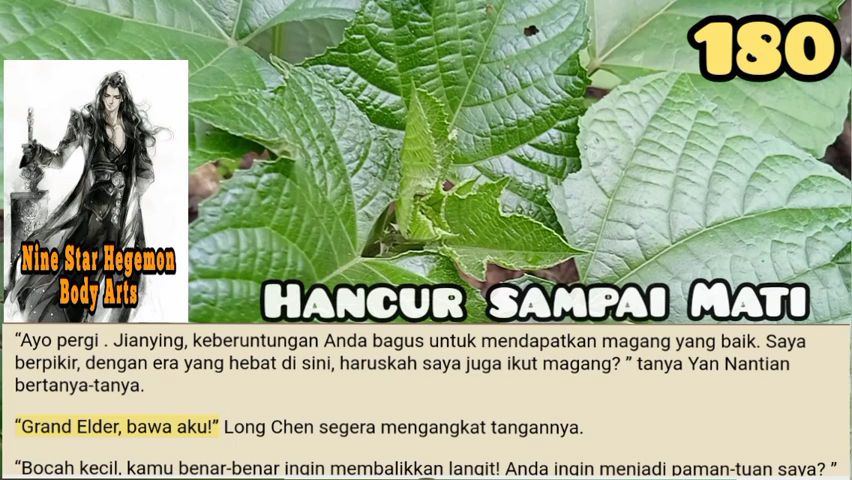 180
Nine Star Hegemon
Body Arts
Hancur sampai Mati
“Ayo pergi . Jianying, keberuntungan Anda bagus untuk mendapatkan magang yang baik. Saya
berpikir, dengan era yang hebat di sini, haruskah saya juga ikut magang? ” tanya Yan Nantian
bertanya-tanya.
“Grand Elder, bawa aku!” Long Chen segera mengangkat tangannya.
“Bocah kecil, kamu benar-benar ingin membalikkan langit! Anda ingin menjadi paman-tuan saya? ”